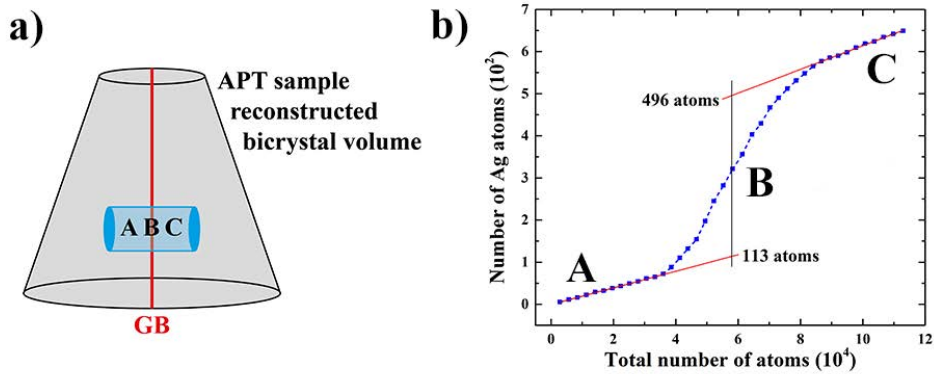 a)
APT sample
reconstructed
bicrystal volume
A B C
GB
b)
Number of Ag atoms (10²)
7
6
5
4
3
2
1
0
496 atoms
113 atoms
A
B
C
0 2 4 6 8 10 12
Total number of atoms (10⁴)